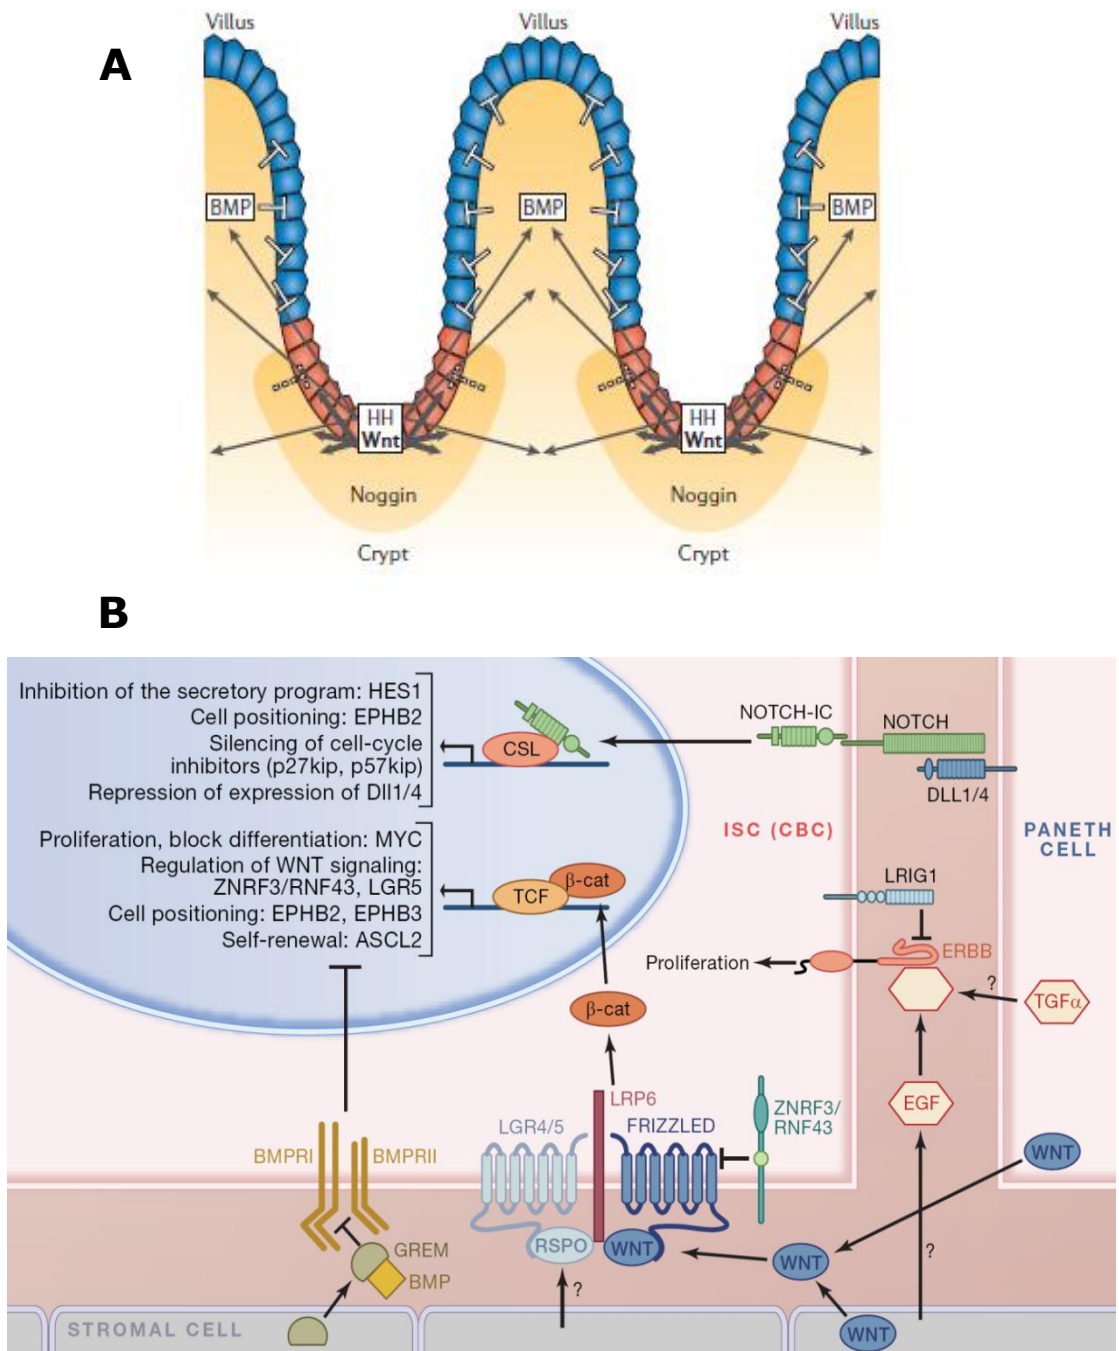 A
Villus
Villus
Villus
BMP
BMP
BMP
HH
Wnt
HH
Wnt
Noggin
Noggin
Crypt
Crypt
B
Inhibition of the secretory program: HES1
Cell positioning: EPHB2
Silencing of cell-cycle
inhibitors (p27kip, p57kip)
Repression of expression of Dll1/4
CSL
NOTCH-IC
NOTCH
DLL1/4
ISC (CBC)
PANETH
CELL
Proliferation, block differentiation: MYC
Regulation of WNT signaling:
ZNRF3/RNF43, LGR5
Cell positioning: EPHB2, EPHB3
Self-renewal: ASCL2
TCF
β-cat
LRIG1
ERBB
Proliferation
?
TGFα
β-cat
LRP6
EGF
ZNRF3/
RNF43
LGR4/5
FRIZZLED
BMPRI
BMPRII
WNT
RSPO
WNT
WNT
GREM
BMP
?
?
STROMAL CELL
WNT